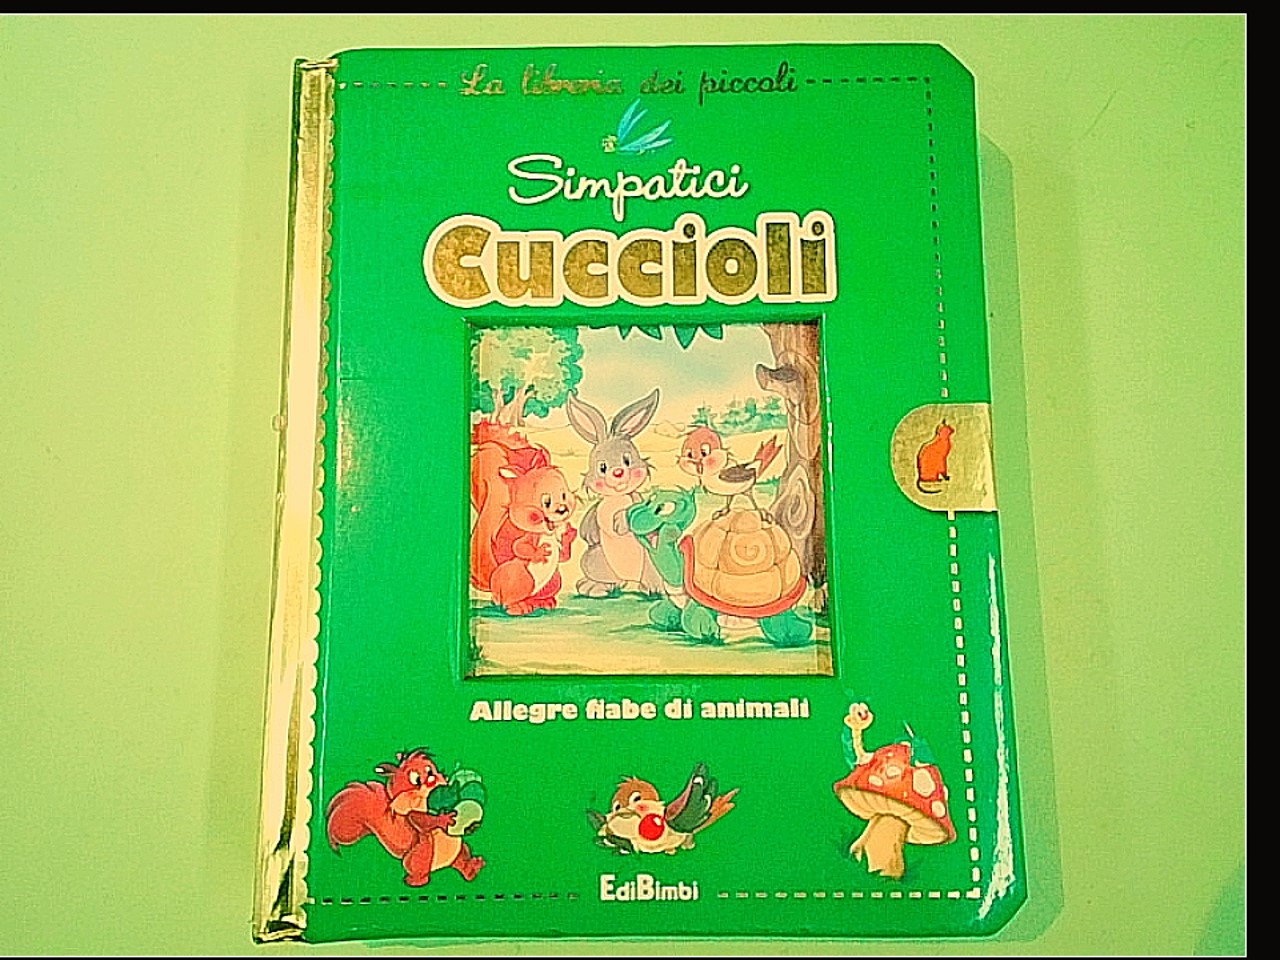 La libreria dei piccoli
Simpatici
Cuccioli
Allegre fiabe di animali
EdiBimbi